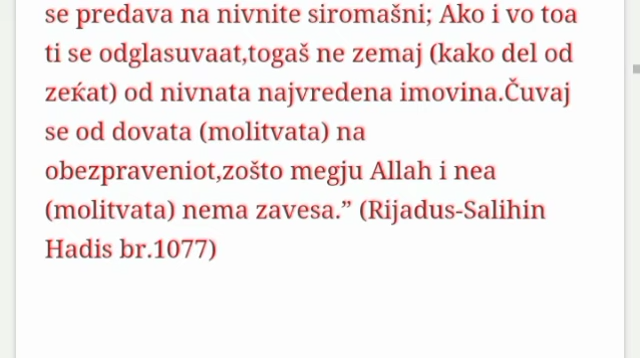 se predava na nivnite siromašni; Ako i vo toa
ti se odglasuvaat,togaš ne zemaj (kako del od
zeḱat) od nivnata najvredena imovina.Čuvaj
se od dovata (molitvata) na
obezpraveniot,zošto megju Allah i nea
(molitvata) nema zavesa.” (Rijadus-Salihin
Hadis br.1077)